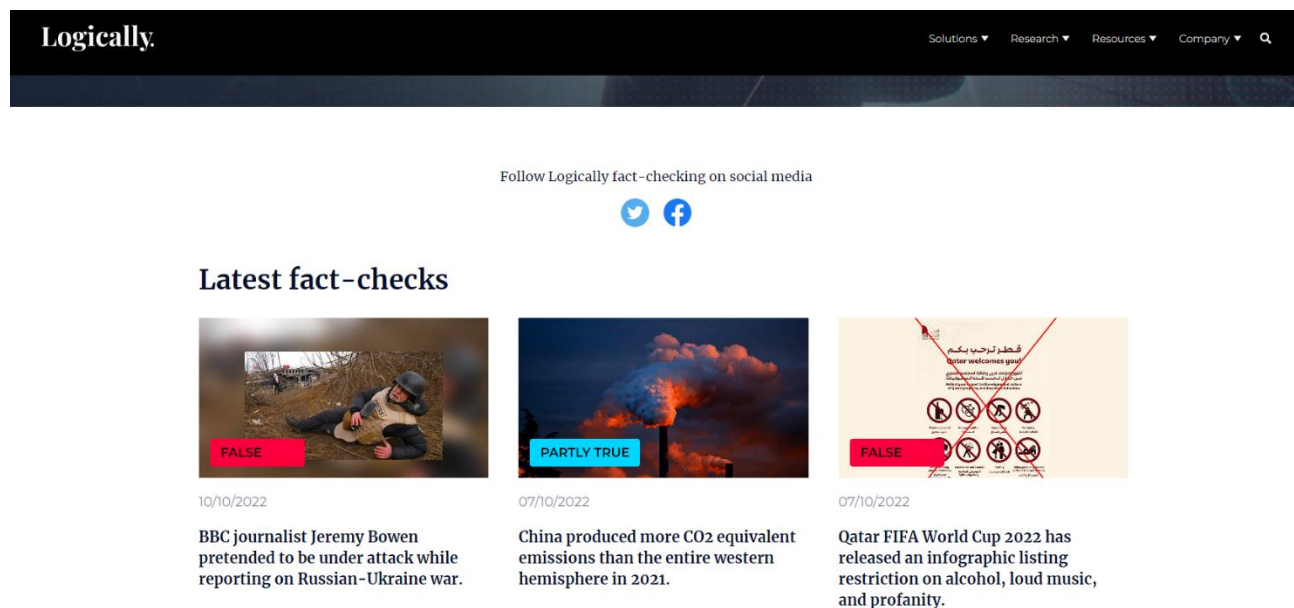 Logically.
Solutions
Research
Resources
Company
Follow Logically fact-checking on social media
Latest fact-checks
FALSE
10/10/2022
BBC journalist Jeremy Bowen
pretended to be under attack while
reporting on Russian-Ukraine war.
PARTLY TRUE
07/10/2022
China produced more CO2 equivalent
emissions than the entire western
hemisphere in 2021.
قطر ترحب بكم
Qatar welcomes you!
FALSE
07/10/2022
Qatar FIFA World Cup 2022 has
released an infographic listing
restriction on alcohol, loud music,
and profanity.